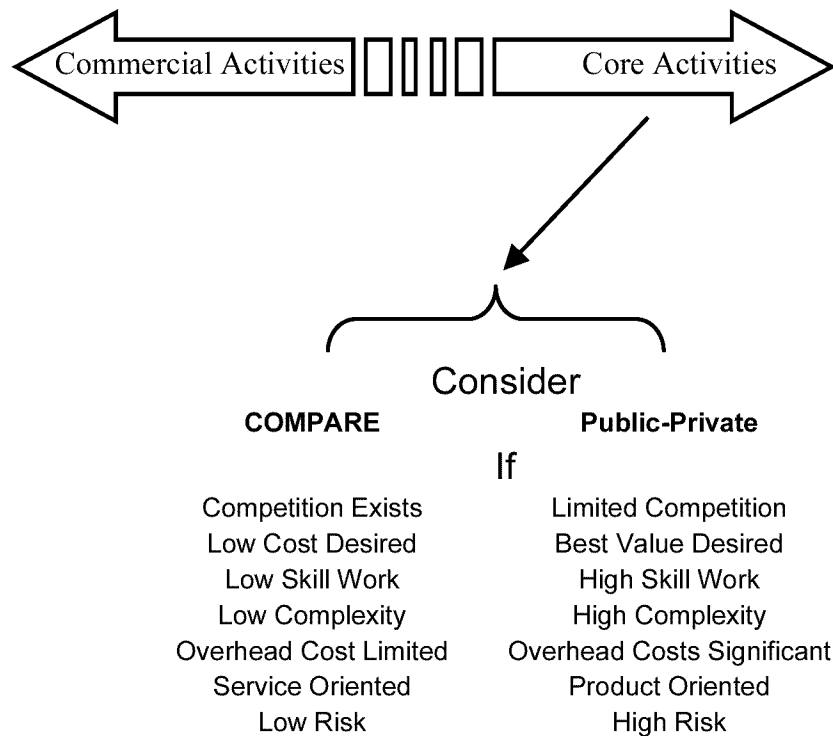 Commercial Activities Core Activities
Consider
COMPARE Public-Private
If
Competition Exists Limited Competition
Low Cost Desired Best Value Desired
Low Skill Work High Skill Work
Low Complexity High Complexity
Overhead Cost Limited Overhead Costs Significant
Service Oriented Product Oriented
Low Risk High Risk